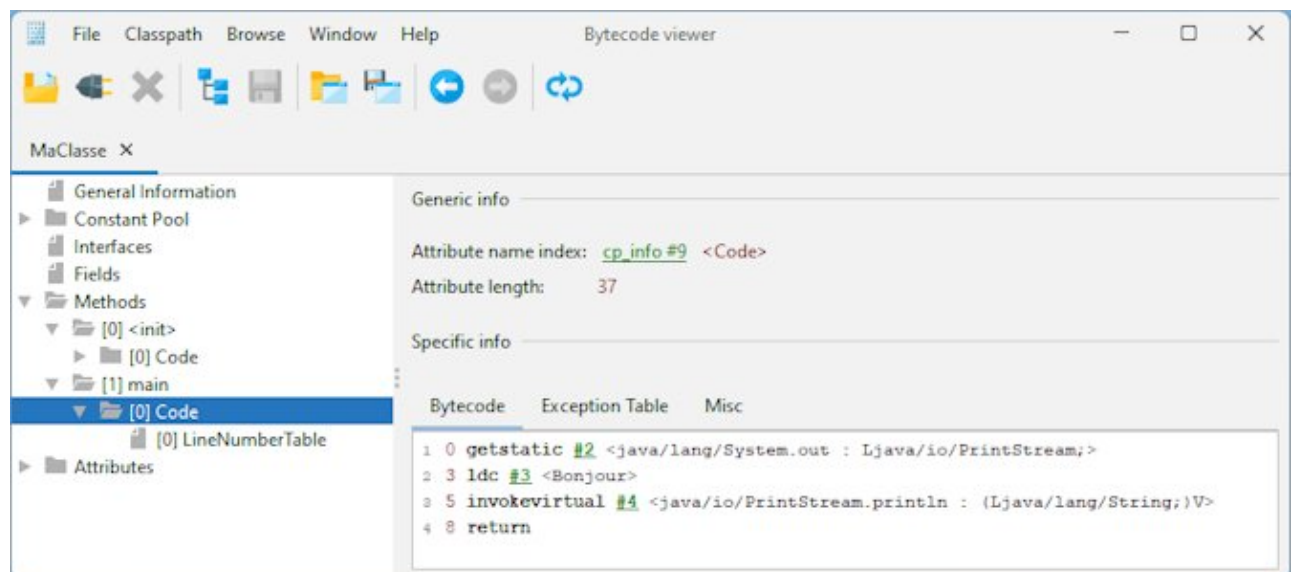 File Classpath Browse Window Help Bytecode viewer
MaClasse
General Information
Constant Pool
Interfaces
Fields
Methods
[0] <init>
[0] Code
[1] main
[0] Code
[0] LineNumberTable
Attributes
Generic info
Attribute name index: cp_info #9 <Code>
Attribute length: 37
Specific info
Bytecode Exception Table Misc
1 0 getstatic #2 <java/lang/System.out : Ljava/io/PrintStream;>
2 3 ldc #3 <Bonjour>
3 5 invokevirtual #4 <java/io/PrintStream.println : (Ljava/lang/String;)V>
4 8 return